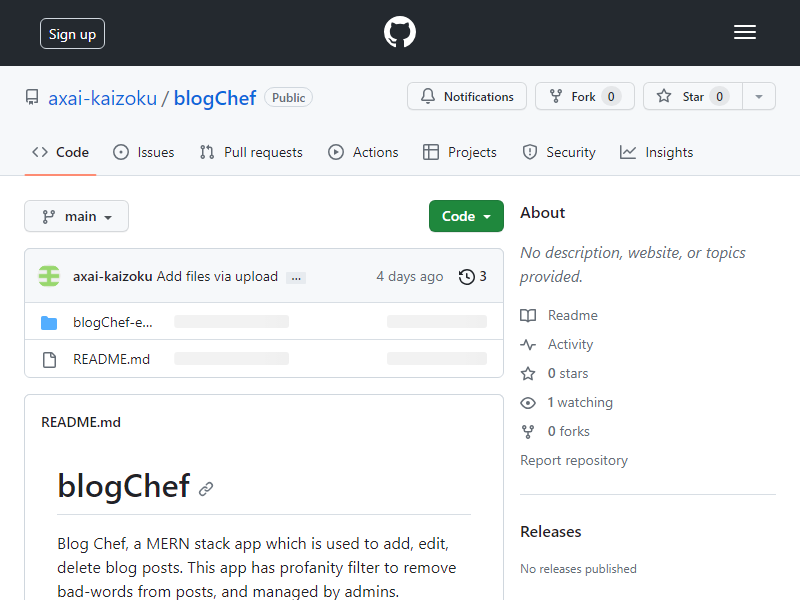 Sign up
axai-kaizoku / blogChef Public
Notifications
Fork 0
Star 0
Code
Issues
Pull requests
Actions
Projects
Security
Insights
main
Code
axai-kaizoku Add files via upload ...
4 days ago
3
blogChef-e...
README.md
README.md
blogChef
Blog Chef, a MERN stack app which is used to add, edit,
delete blog posts. This app has profanity filter to remove
bad-words from posts, and managed by admins.
About
No description, website, or topics
provided.
Readme
Activity
0 stars
1 watching
0 forks
Report repository
Releases
No releases published